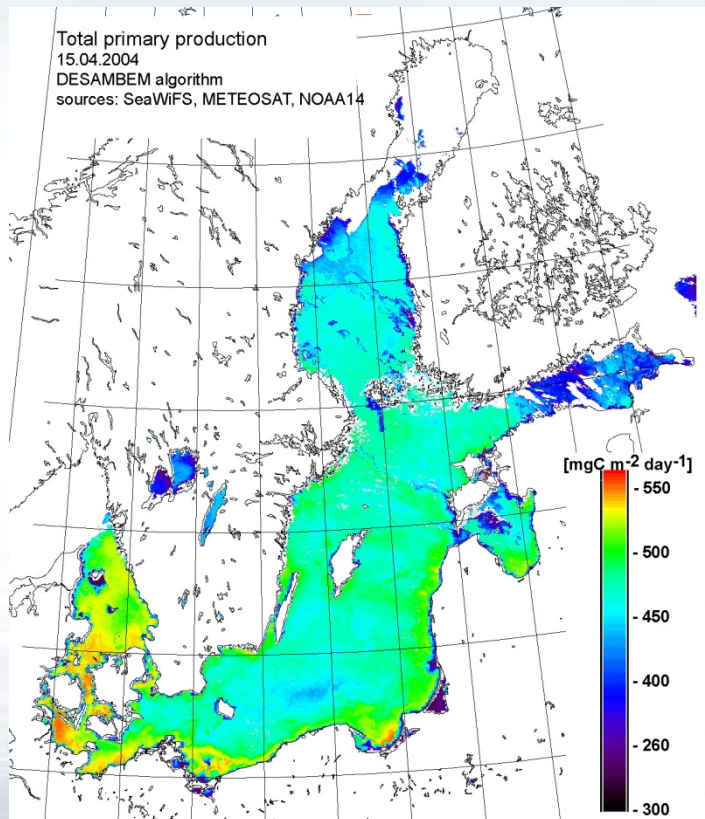 Total primary production
15.04.2004
DESAMBEM algorithm
sources: SeaWiFS, METEOSAT, NOAA14
[mgC m-2 day-1]
- 550
- 500
- 450
- 400
- 260
- 300